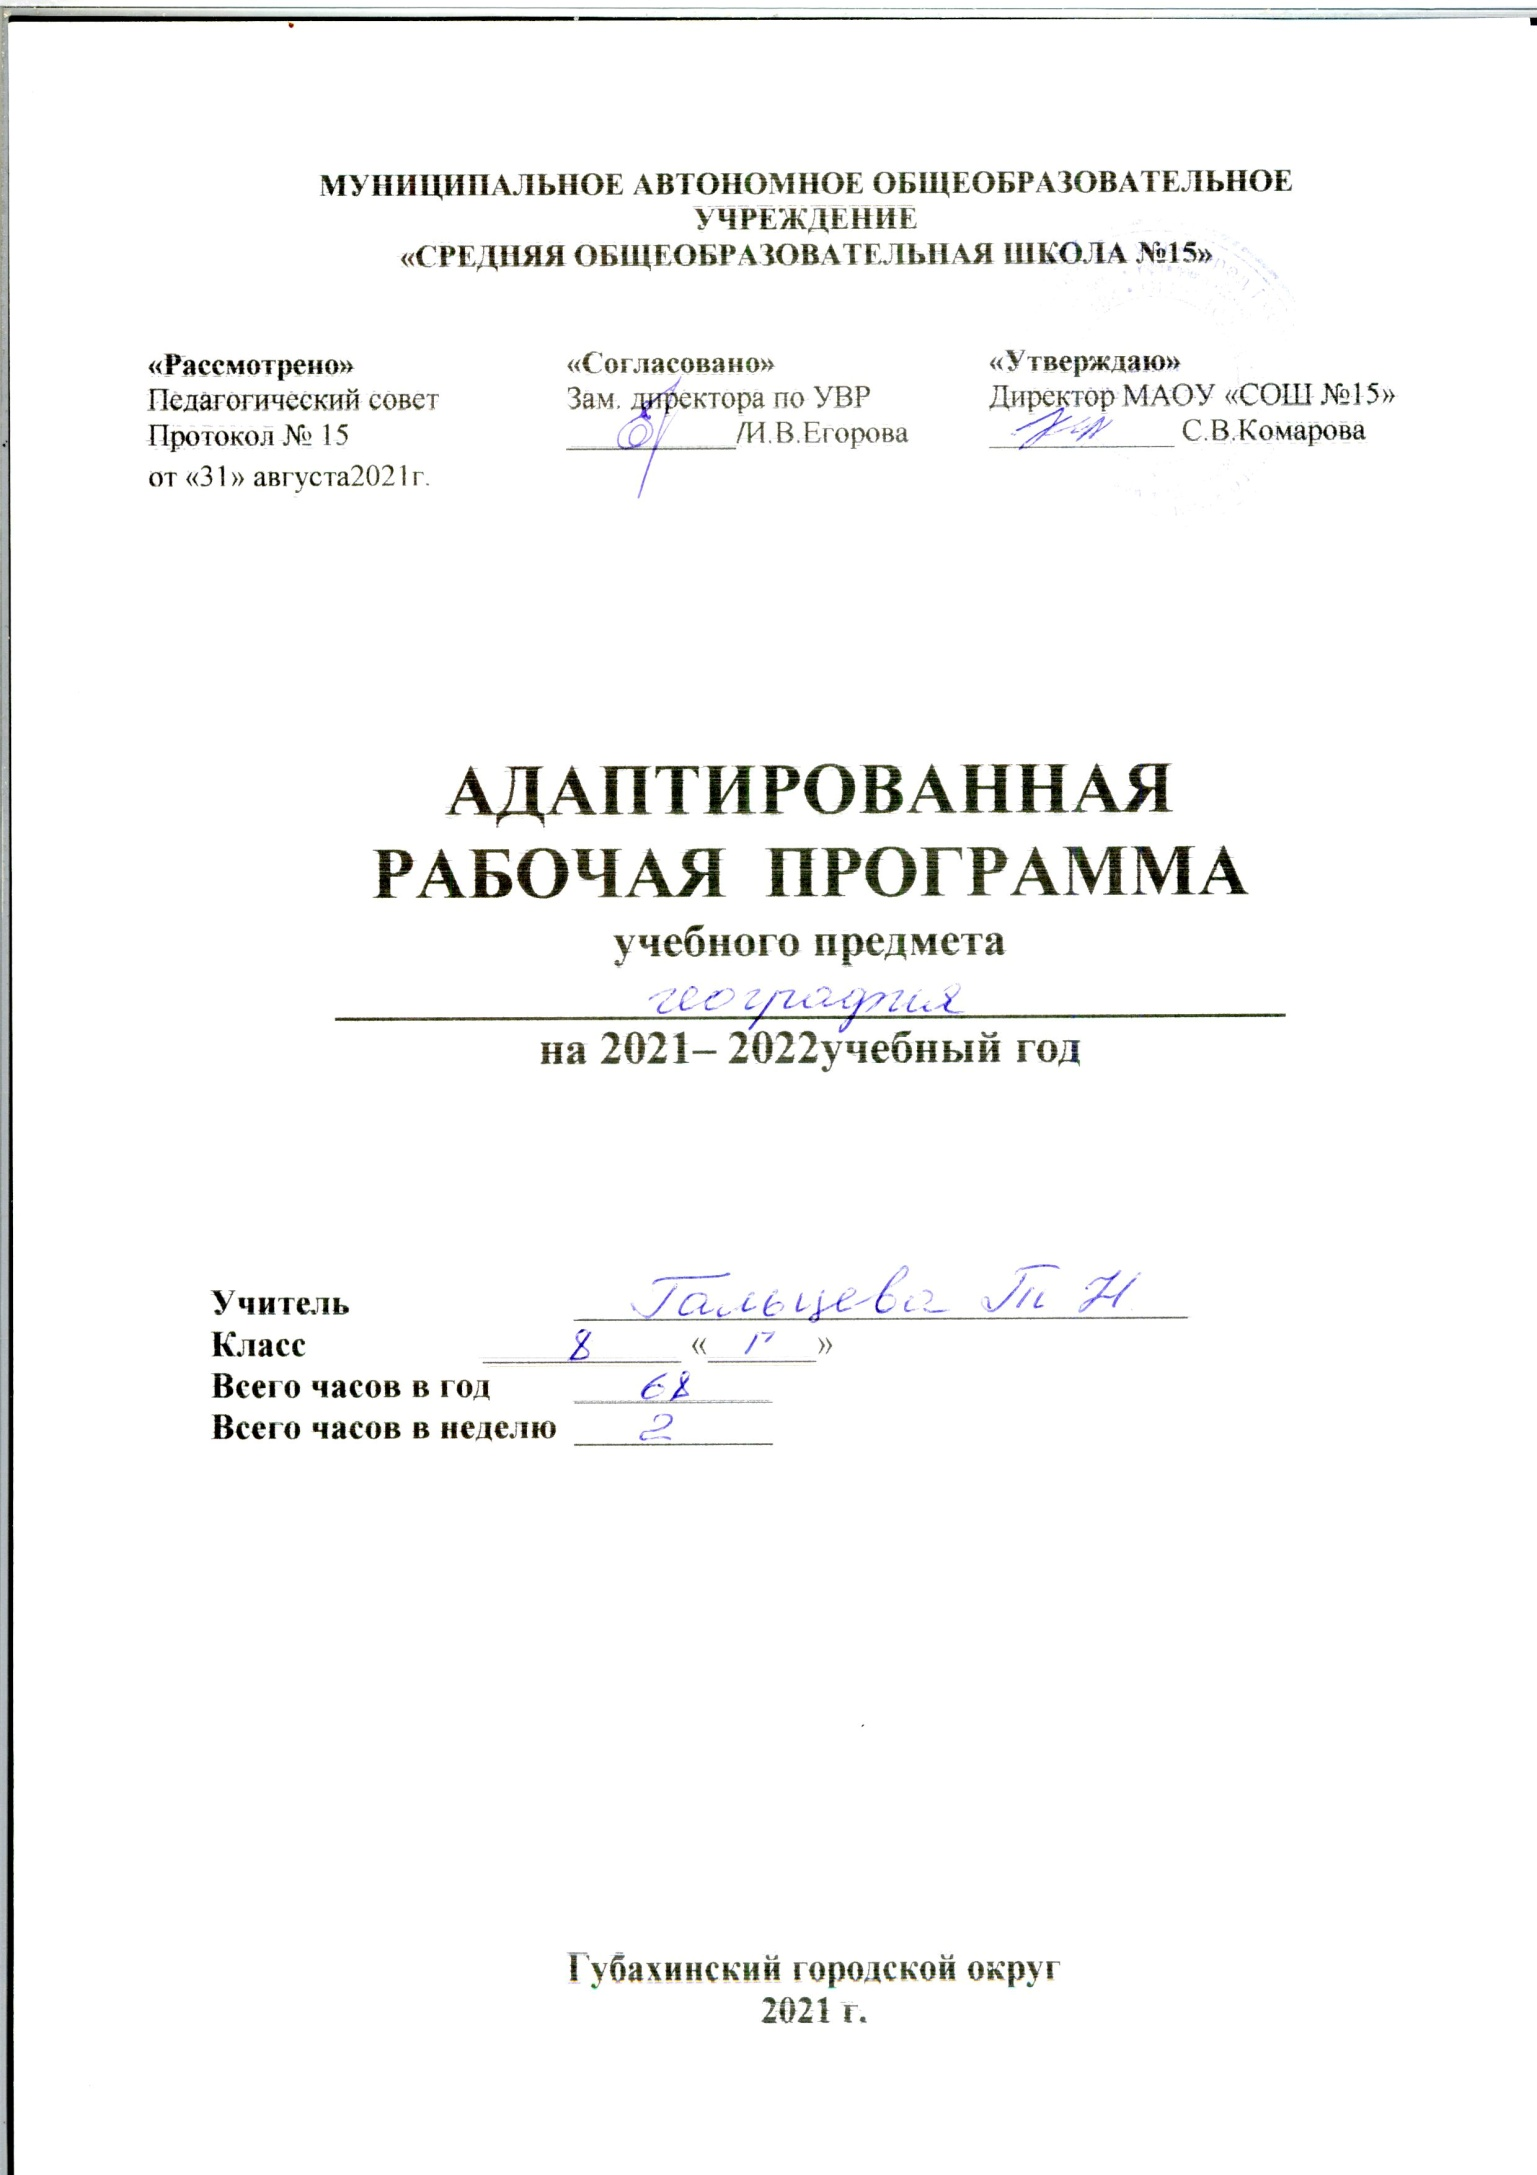 МУНИЦИПАЛЬНОЕ АВТОНОМНОЕ ОБЩЕОБРАЗОВАТЕЛЬНОЕ
УЧРЕЖДЕНИЕ
«СРЕДНЯЯ ОБЩЕОБРАЗОВАТЕЛЬНАЯ ШКОЛА №15»
«Рассмотрено»
Педагогический совет
Протокол № 15
от «31» августа2021г.
«Согласовано»
Зам. директора по УВР
/И.В.Егорова
«Утверждаю»
Директор МАОУ «СОШ №15»
С.В.Комарова
АДАПТИРОВАННАЯ
РАБОЧАЯ ПРОГРАММА
учебного предмета
география
на 2021– 2022учебный год
Учитель Гальцева Т Н
Класс 8 « г »
Всего часов в год 68
Всего часов в неделю 2
Губахинский городской округ
2021 г.